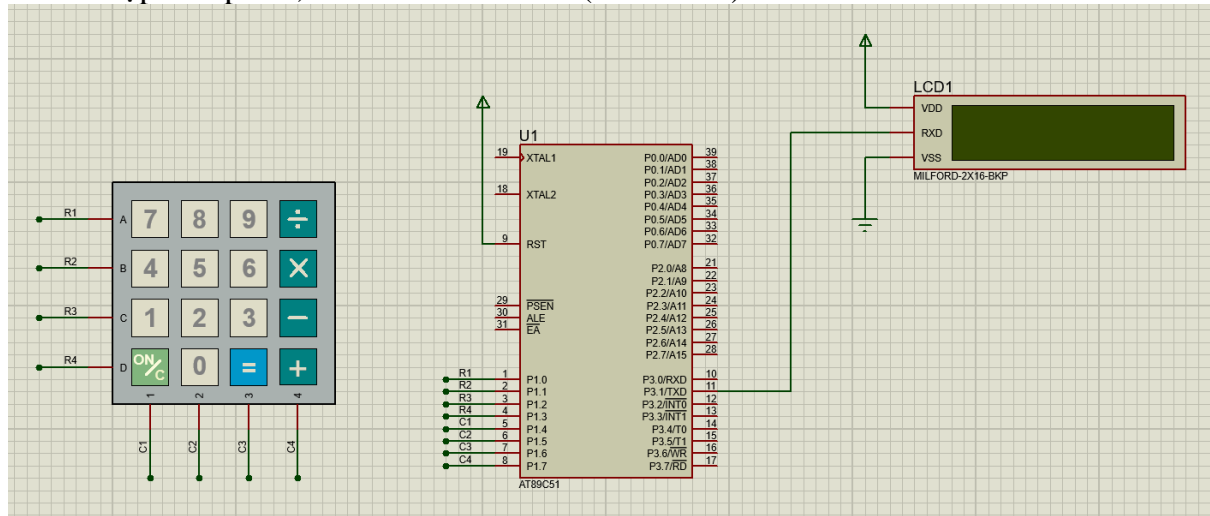 LCD1
VDD
RXD
VSS
MILFORD-2X16-BKP
U1
19 XTAL1
18 XTAL2
9 RST
29 PSEN
30 ALE
31 EA
R1 1 P1.0
R2 2 P1.1
R3 3 P1.2
R4 4 P1.3
C1 5 P1.4
C2 6 P1.5
C3 7 P1.6
C4 8 P1.7
P0.0/AD0 39
P0.1/AD1 38
P0.2/AD2 37
P0.3/AD3 36
P0.4/AD4 35
P0.5/AD5 34
P0.6/AD6 33
P0.7/AD7 32
P2.0/A8 21
P2.1/A9 22
P2.2/A10 23
P2.3/A11 24
P2.4/A12 25
P2.5/A13 26
P2.6/A14 27
P2.7/A15 28
P3.0/RXD 10
P3.1/TXD 11
P3.2/INT0 12
P3.3/INT1 13
P3.4/T0 14
P3.5/T1 15
P3.6/WR 16
P3.7/RD 17
AT89C51
R1 A 7 8 9 ÷
R2 B 4 5 6 ×
R3 C 1 2 3 −
R4 D ON/C 0 = +
1 2 3 4
C1 C2 C3 C4